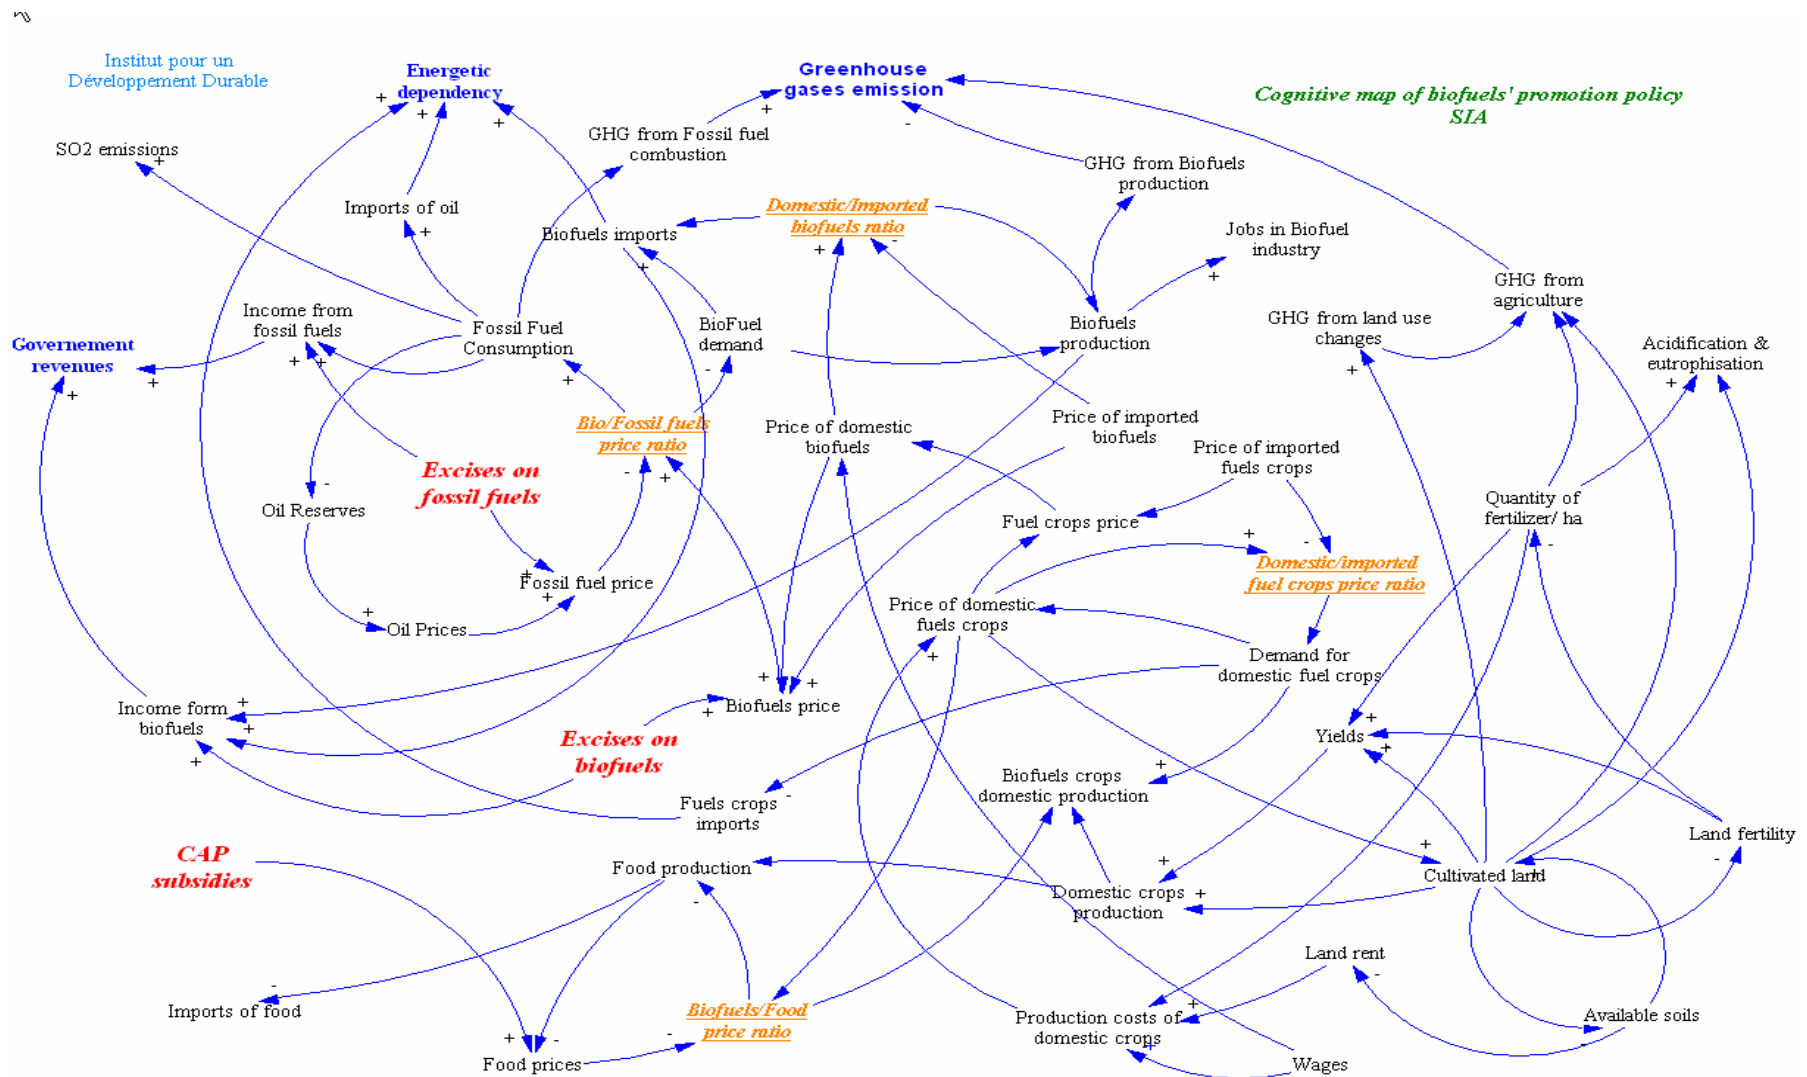 Institut pour un
Développement Durable
Energetic
dependency
Greenhouse
gases emission
Cognitive map of biofuels' promotion policy
SIA
SO2 emissions
GHG from Fossil fuel
combustion
GHG from Biofuels
production
Imports of oil
Biofuels imports
Domestic/Imported
biofuels ratio
Jobs in Biofuel
industry
GHG from
agriculture
Income from
fossil fuels
Fossil Fuel
Consumption
BioFuel
demand
Biofuels
production
GHG from land use
changes
Acidification &
eutrophisation
Governement
revenues
Bio/Fossil fuels
price ratio
Price of domestic
biofuels
Price of imported
biofuels
Price of imported
fuels crops
Excises on
fossil fuels
Oil Reserves
Fuel crops price
Quantity of
fertilizer/ ha
Fossil fuel price
Domestic/imported
fuel crops price ratio
Oil Prices
Price of domestic
fuels crops
Demand for
domestic fuel crops
Income form
biofuels
Biofuels price
Excises on
biofuels
Yields
Fuels crops
imports
Biofuels crops
domestic production
Land fertility
CAP
subsidies
Food production
Domestic crops
production
Cultivated land
Land rent
Imports of food
Biofuels/Food
price ratio
Production costs of
domestic crops
Available soils
Food prices
Wages